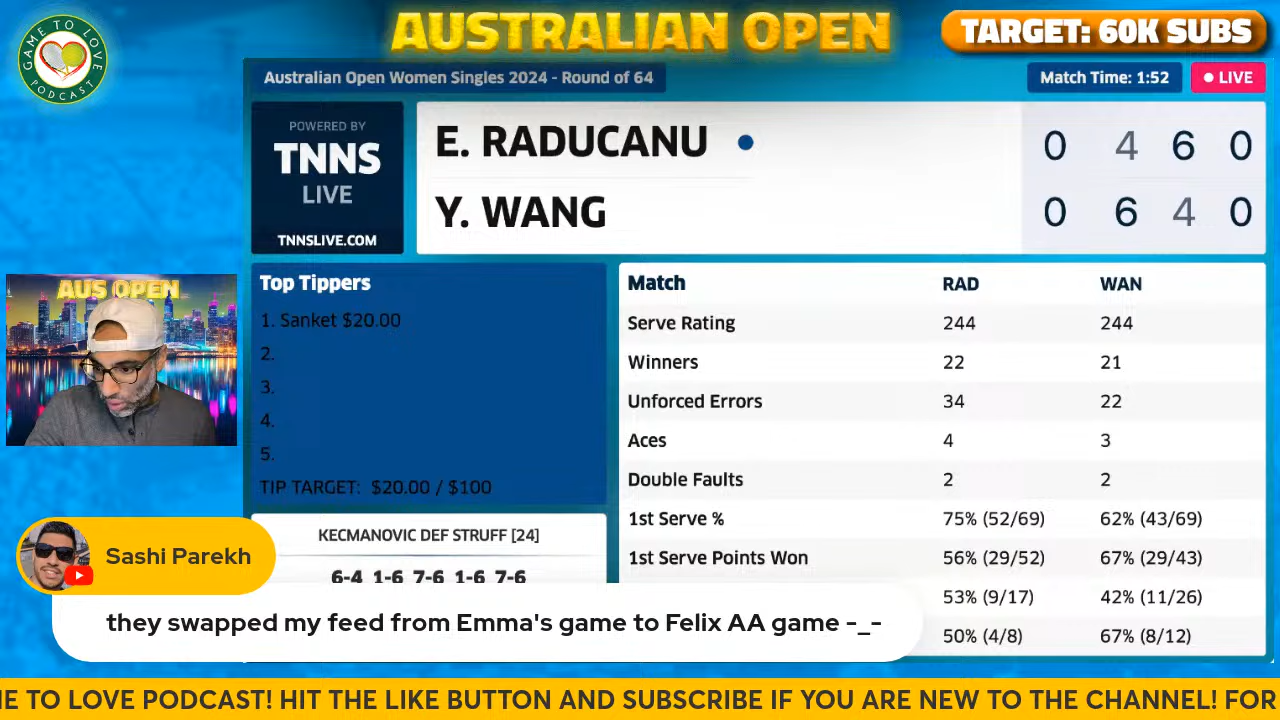 GAME TO LOVE
PODCAST
AUSTRALIAN OPEN
TARGET: 60K SUBS
Australian Open Women Singles 2024 - Round of 64
Match Time: 1:52
LIVE
POWERED BY
TNNS
LIVE
TNNSLIVE.COM
E. RADUCANU 0 4 6 0
Y. WANG 0 6 4 0
AUS OPEN
Top Tippers
1. Sanket $20.00
2.
3.
4.
5.
TIP TARGET: $20.00 / $100
KECMANOVIC DEF STRUFF [24]
6-4 1-6 7-6 1-6 7-6
Match RAD WAN
Serve Rating 244 244
Winners 22 21
Unforced Errors 34 22
Aces 4 3
Double Faults 2 2
1st Serve % 75% (52/69) 62% (43/69)
1st Serve Points Won 56% (29/52) 67% (29/43)
53% (9/17) 42% (11/26)
50% (4/8) 67% (8/12)
Sashi Parekh
they swapped my feed from Emma's game to Felix AA game -_-
E TO LOVE PODCAST! HIT THE LIKE BUTTON AND SUBSCRIBE IF YOU ARE NEW TO THE CHANNEL! FOR